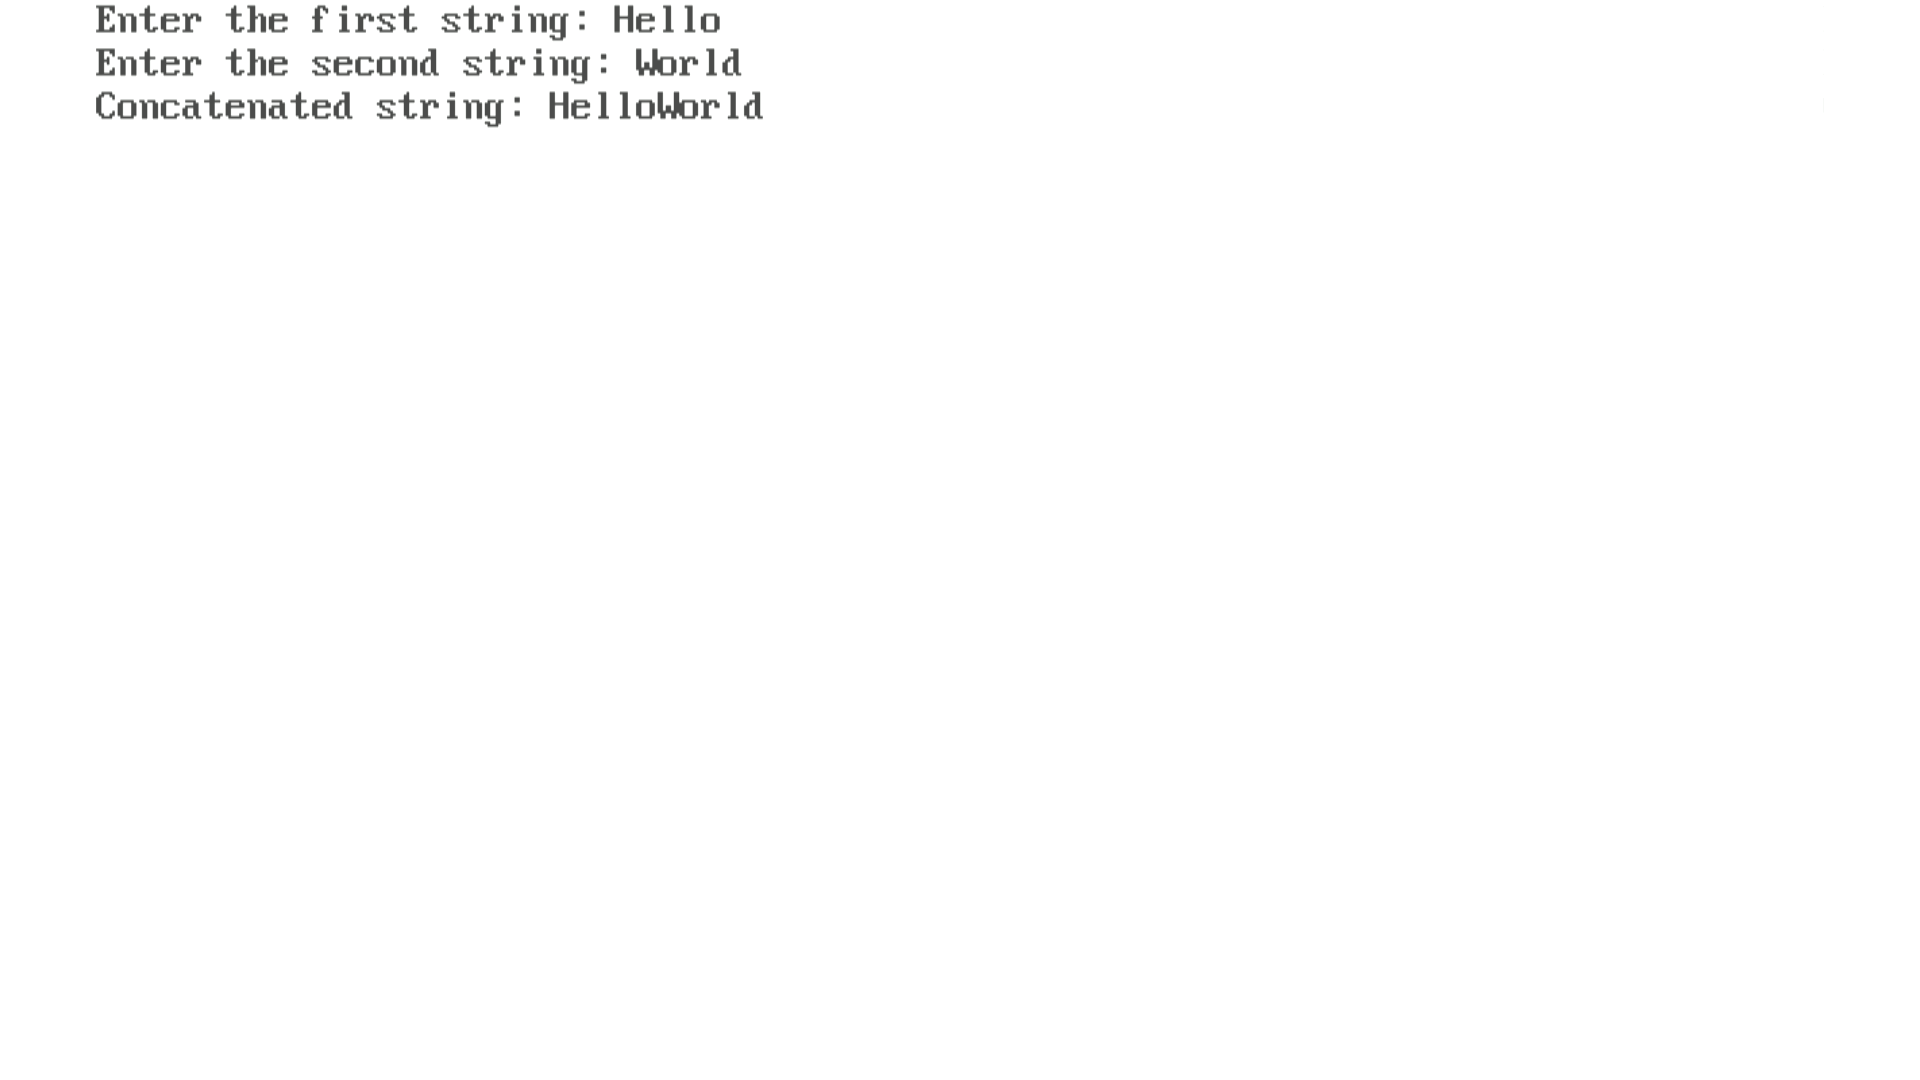 Enter the first string: Hello
Enter the second string: World
Concatenated string: HelloWorld